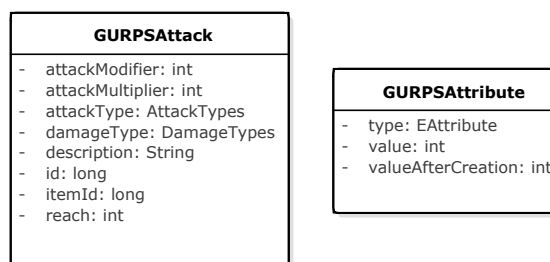 GURPSAttack
- attackModifier: int
- attackMultiplier: int
- attackType: AttackTypes
- damageType: DamageTypes
- description: String
- id: long
- itemId: long
- reach: int
GURPSAttribute
- type: EAttribute
- value: int
- valueAfterCreation: int